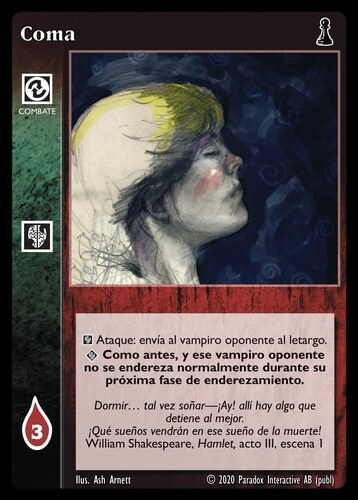 Coma
COMBATE
Ataque: envía al vampiro oponente al letargo.
Como antes, y ese vampiro oponente
no se endereza normalmente durante su
próxima fase de enderezamiento.
Dormir... tal vez soñar—¡Ay! allí hay algo que
detiene al mejor.
¡Qué sueños vendrán en ese sueño de la muerte!
William Shakespeare, Hamlet, acto III, escena 1
3
Illus. Ash Arnett
© 2020 Paradox Interactive AB (publ)